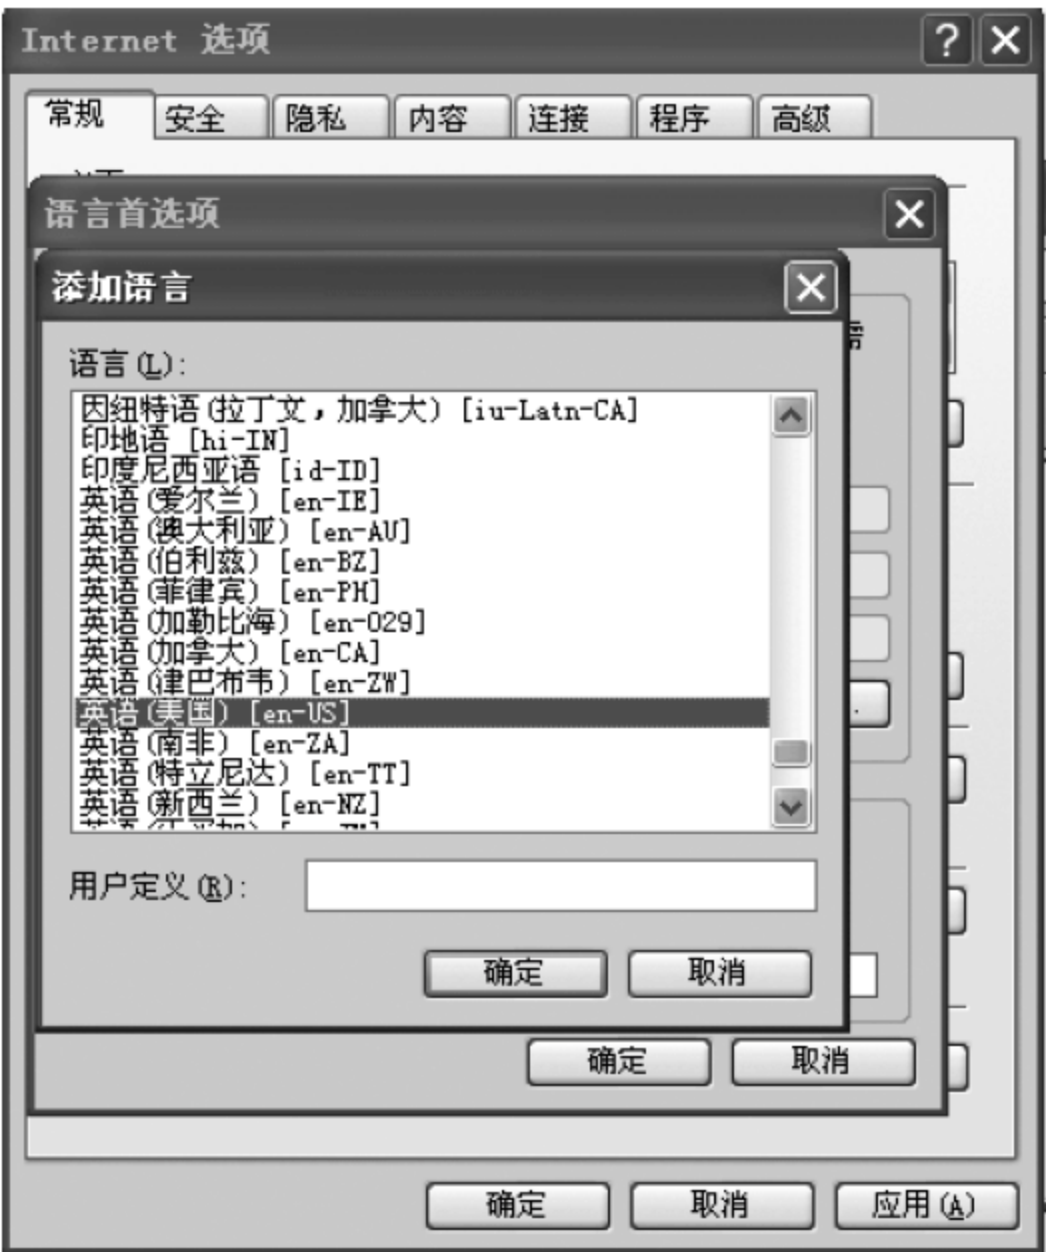 Internet 选项
常规 安全 隐私 内容 连接 程序 高级
语言首选项
添加语言
语言(L):
因纽特语(拉丁文，加拿大) [iu-Latn-CA]
印地语 [hi-IN]
印度尼西亚语 [id-ID]
英语(爱尔兰) [en-IE]
英语(澳大利亚) [en-AU]
英语(伯利兹) [en-BZ]
英语(菲律宾) [en-PH]
英语(加勒比海) [en-029]
英语(加拿大) [en-CA]
英语(津巴布韦) [en-ZW]
英语(美国) [en-US]
英语(南非) [en-ZA]
英语(特立尼达) [en-TT]
英语(新西兰) [en-NZ]
用户定义(R):
确定 取消
确定 取消
确定 取消 应用(A)